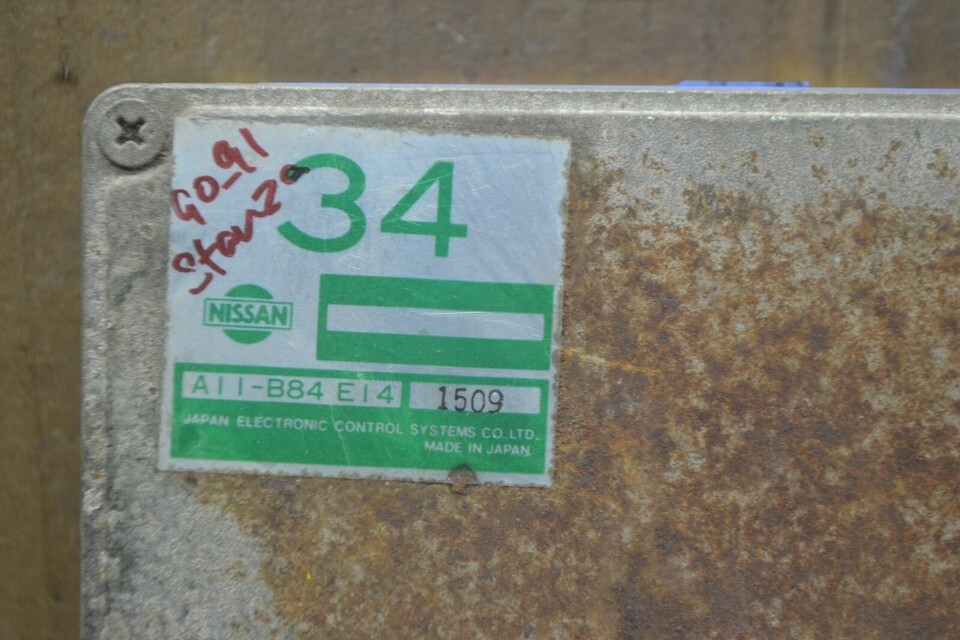 90-91
Stanza
34
NISSAN
A11-B84 E14 1509
JAPAN ELECTRONIC CONTROL SYSTEMS CO.,LTD.
MADE IN JAPAN